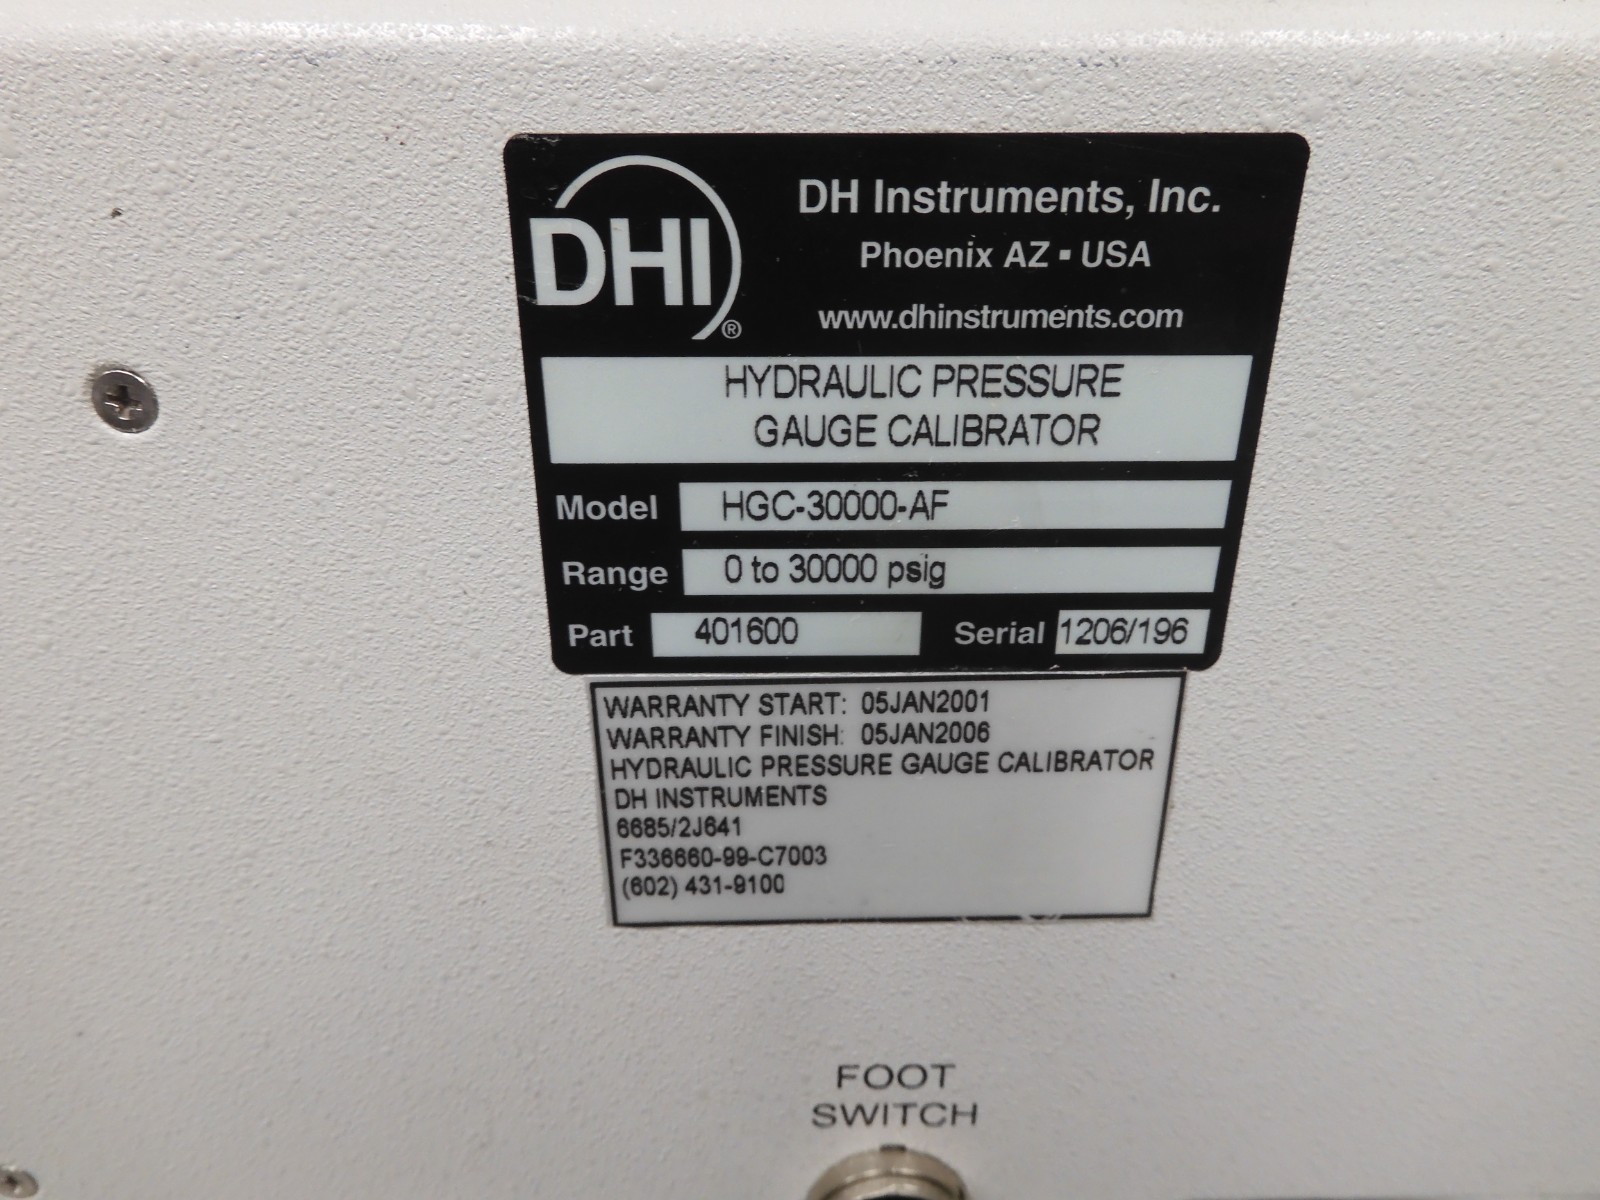 DHI®
DH Instruments, Inc.
Phoenix AZ ▪ USA
www.dhinstruments.com
HYDRAULIC PRESSURE
GAUGE CALIBRATOR
Model HGC-30000-AF
Range 0 to 30000 psig
Part 401600 Serial 1206/196
WARRANTY START: 05JAN2001
WARRANTY FINISH: 05JAN2006
HYDRAULIC PRESSURE GAUGE CALIBRATOR
DH INSTRUMENTS
6685/2J641
F336660-99-C7003
(602) 431-9100
FOOT
SWITCH